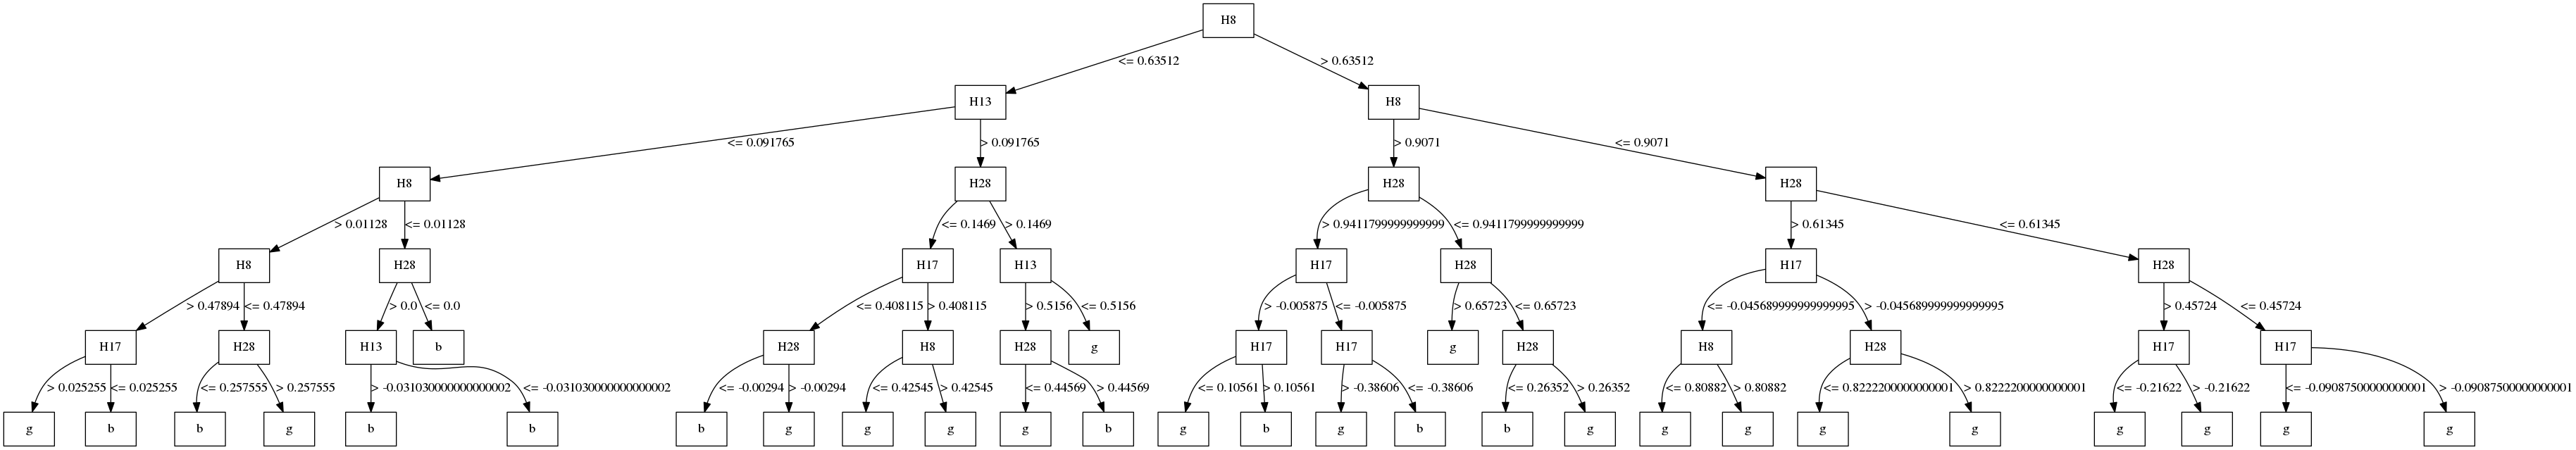 H8
<= 0.63512 > 0.63512
H13 H8
<= 0.091765 > 0.091765 > 0.9071 <= 0.9071
H8 H28 H28 H28
> 0.01128 <= 0.01128 <= 0.1469 > 0.1469 > 0.9411799999999999 <= 0.9411799999999999 > 0.61345 <= 0.61345
H8 H28 H17 H13 H17 H28 H17 H28
> 0.47894 <= 0.47894 > 0.0 <= 0.0 <= 0.408115 > 0.408115 > 0.5156 <= 0.5156 > -0.005875 <= -0.005875 > 0.65723 <= 0.65723 <= -0.045689999999999995 > -0.045689999999999995 > 0.45724 <= 0.45724
H17 H28 H13 b H28 H8 H28 g H17 H17 g H28 H8 H28 H17 H17
> 0.025255 <= 0.025255 <= 0.257555 > 0.257555 > -0.031030000000000002 <= -0.031030000000000002 <= -0.00294 > -0.00294 <= 0.42545 > 0.42545 <= 0.44569 > 0.44569 <= 0.10561 > 0.10561 > -0.38606 <= -0.38606 <= 0.26352 > 0.26352 <= 0.80882 > 0.80882 <= 0.8222200000000001 > 0.8222200000000001 <= -0.21622 > -0.21622 <= -0.09087500000000001 > -0.09087500000000001
g b b g b b b g g g g b g b g b b g g g g g g g g g